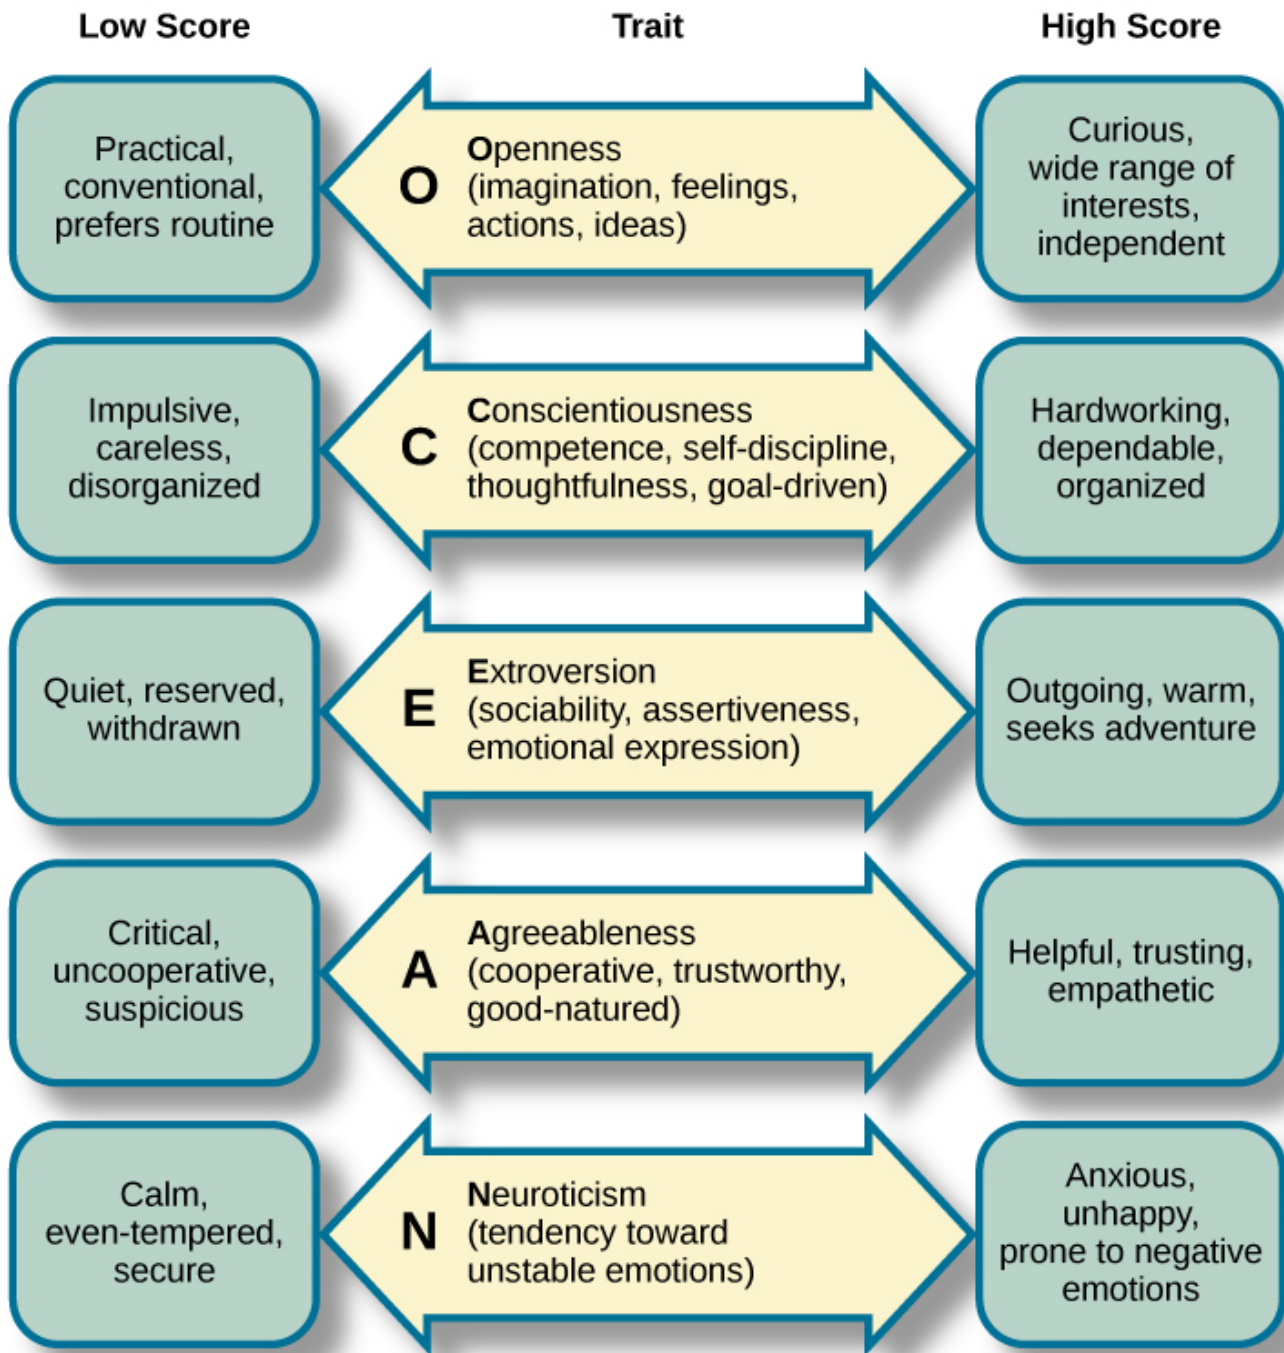 Low Score
Trait
High Score
Practical,
conventional,
prefers routine
O
Openness
(imagination, feelings,
actions, ideas)
Curious,
wide range of
interests,
independent
Impulsive,
careless,
disorganized
C
Conscientiousness
(competence, self-discipline,
thoughtfulness, goal-driven)
Hardworking,
dependable,
organized
Quiet, reserved,
withdrawn
E
Extroversion
(sociability, assertiveness,
emotional expression)
Outgoing, warm,
seeks adventure
Critical,
uncooperative,
suspicious
A
Agreeableness
(cooperative, trustworthy,
good-natured)
Helpful, trusting,
empathetic
Calm,
even-tempered,
secure
N
Neuroticism
(tendency toward
unstable emotions)
Anxious,
unhappy,
prone to negative
emotions